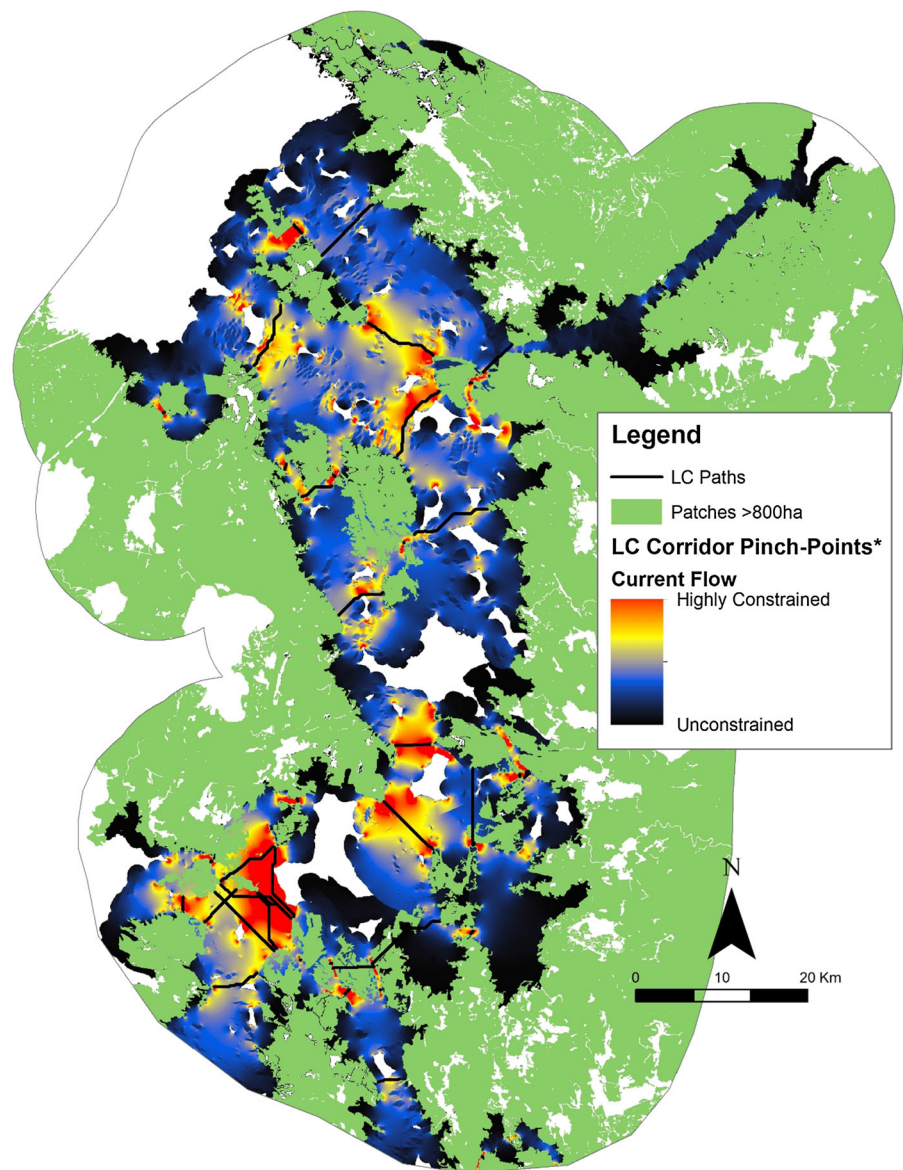 Legend
LC Paths
Patches >800ha
LC Corridor Pinch-Points*
Current Flow
Highly Constrained
Unconstrained
N
0 10 20 Km